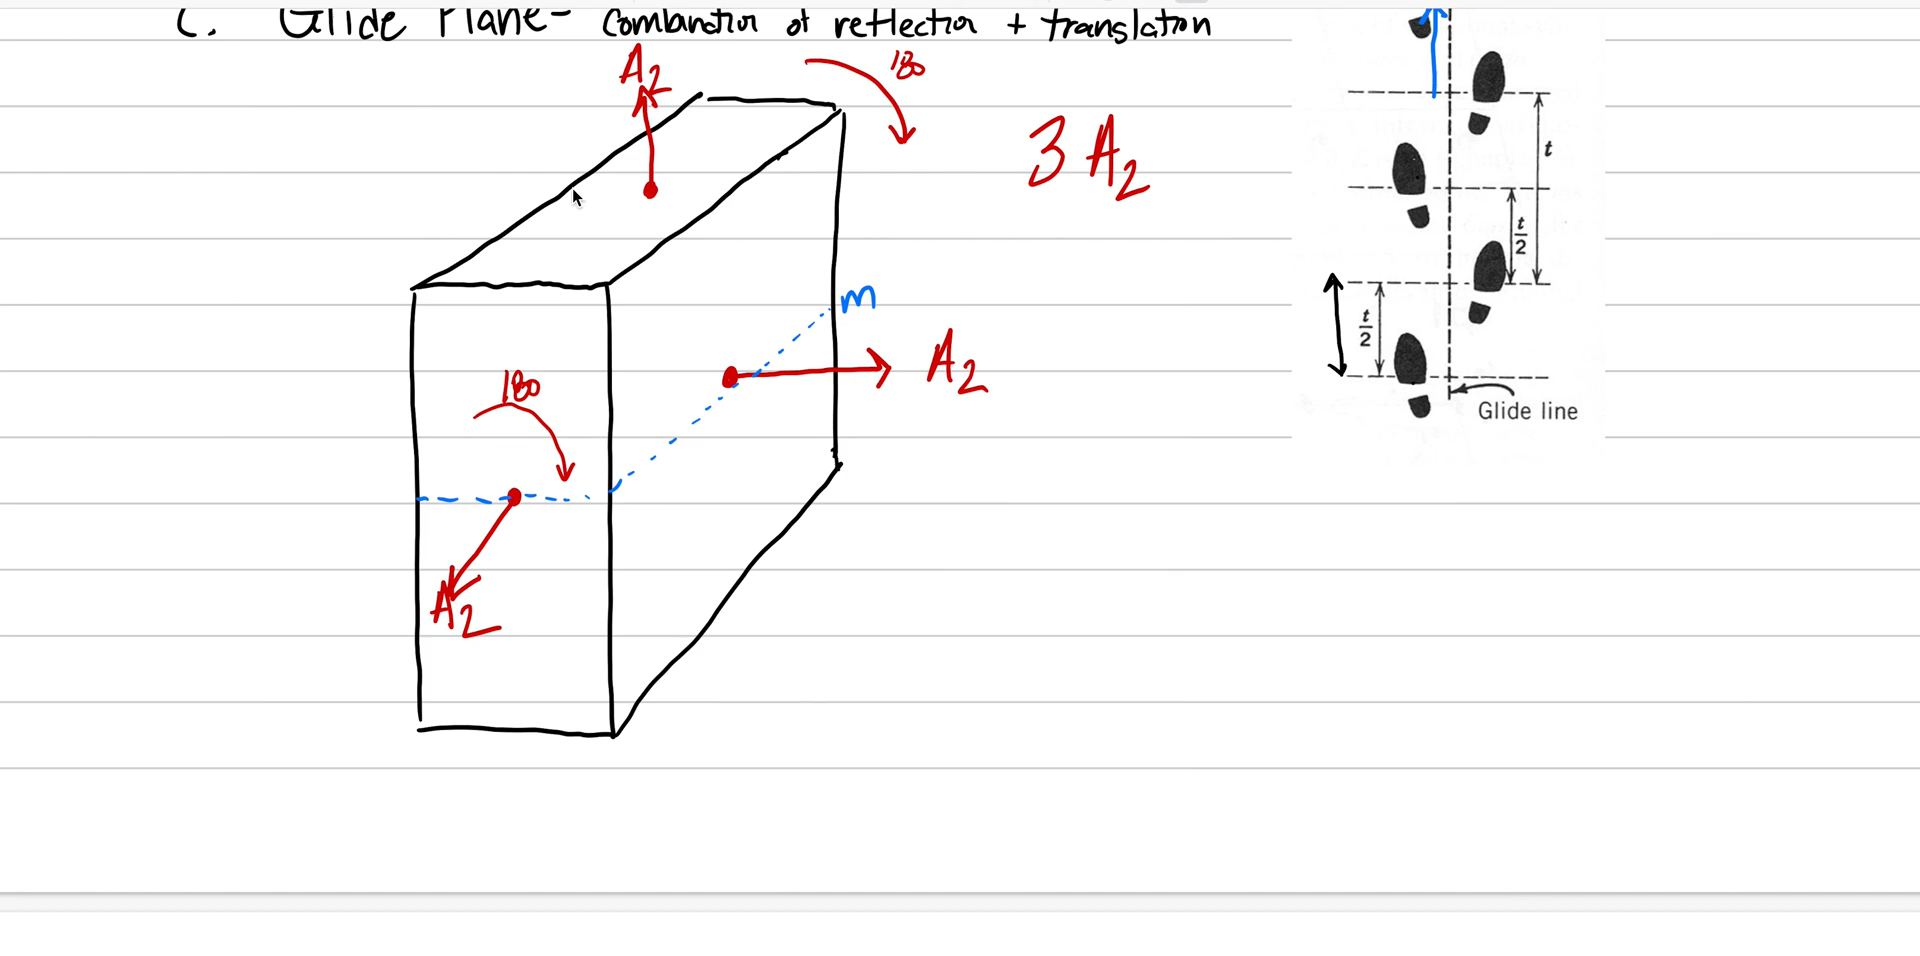 C. Glide Plane- Combination of reflection + translation
A2
180
3 A2
m
A2
180
A2
t
t/2
t/2
Glide line